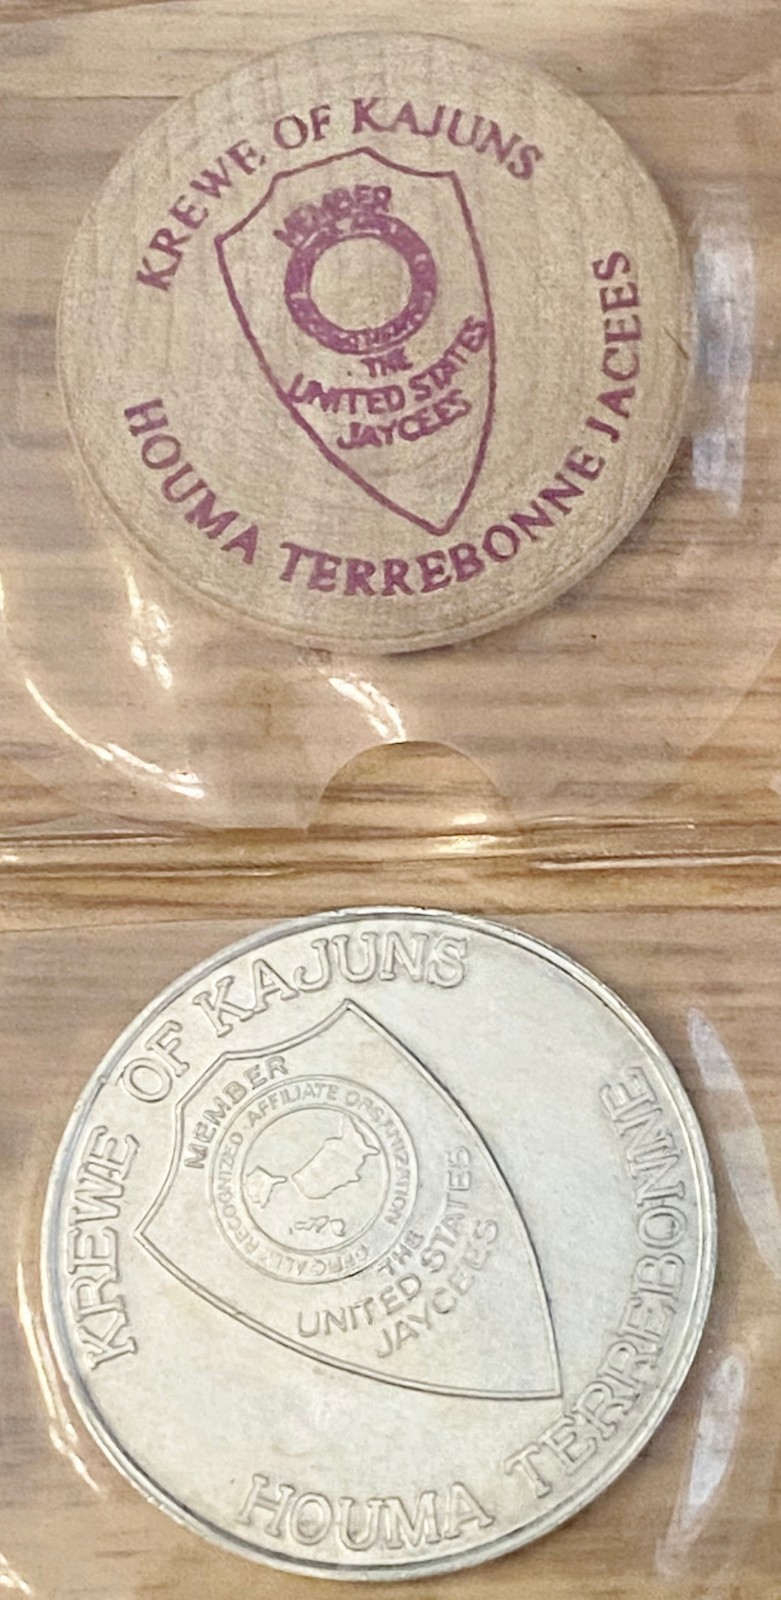 KREWE OF KAJUNS
MEMBER
THE
UNITED STATES
JAYCEES
HOUMA TERREBONNE JACEES
KREWE OF KAJUNS
MEMBER
OFFICIALLY RECOGNIZED AFFILIATE ORGANIZATION
THE
UNITED STATES
JAYCEES
HOUMA TERREBONNE